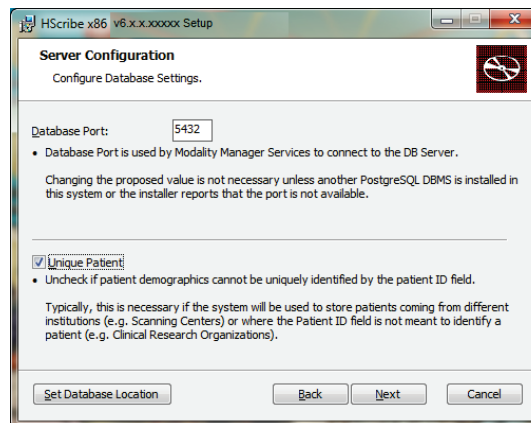 HScribe x86 v6.x.x.xxxxx Setup
Server Configuration
Configure Database Settings.
Database Port: 5432
• Database Port is used by Modality Manager Services to connect to the DB Server.
Changing the proposed value is not necessary unless another PostgreSQL DBMS is installed in
this system or the installer reports that the port is not available.
Unique Patient
• Uncheck if patient demographics cannot be uniquely identified by the patient ID field.
Typically, this is necessary if the system will be used to store patients coming from different
institutions (e.g. Scanning Centers) or where the Patient ID field is not meant to identify a
patient (e.g. Clinical Research Organizations).
Set Database Location Back Next Cancel